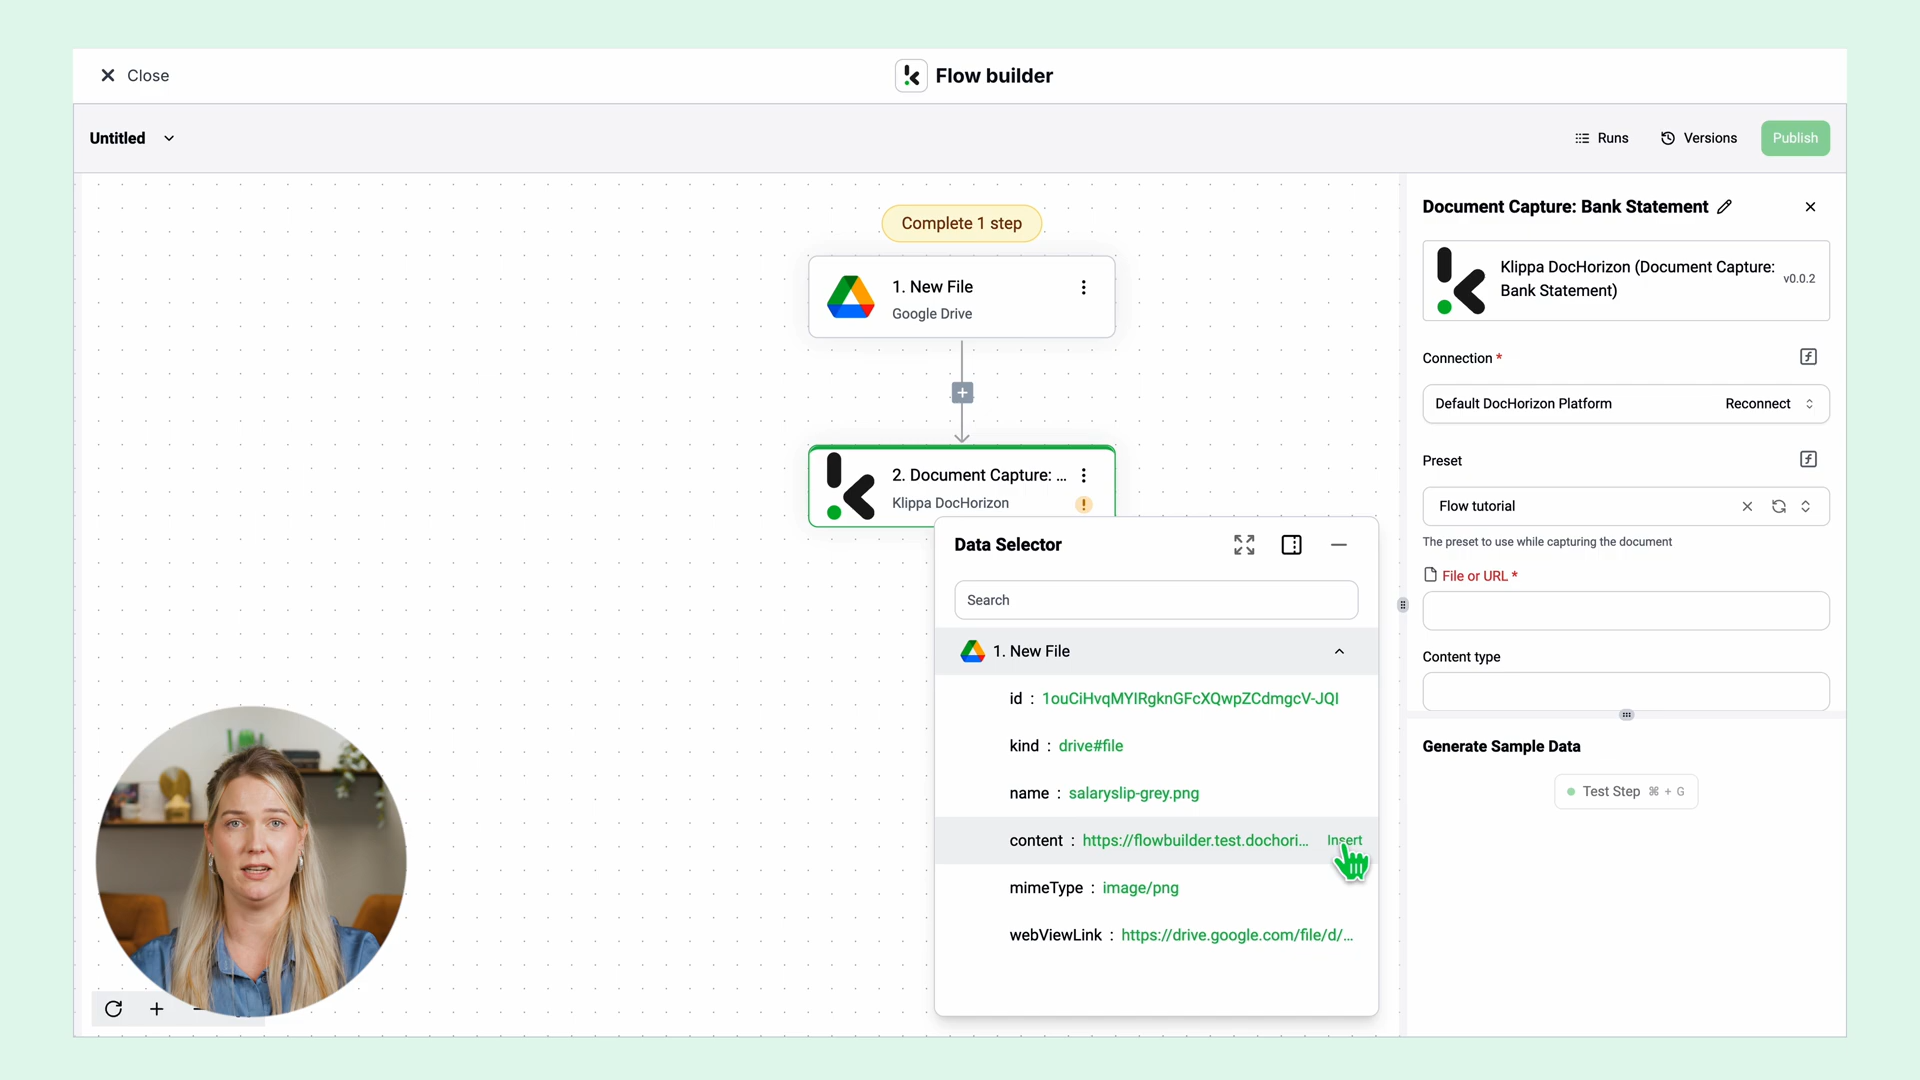 Close
Flow builder
Untitled
Runs
Versions
Publish
Complete 1 step
1. New File
Google Drive
2. Document Capture: ...
Klippa DocHorizon
Data Selector
Search
1. New File
id : 1ouCiHvqMYIRgknGFcXQwpZCdmgcV-JQI
kind : drive#file
name : salaryslip-grey.png
content : https://flowbuilder.test.dochori... Insert
mimeType : image/png
webViewLink : https://drive.google.com/file/d/...
Document Capture: Bank Statement
Klippa DocHorizon (Document Capture:
Bank Statement)
v0.0.2
Connection *
Default DocHorizon Platform
Reconnect
Preset
Flow tutorial
The preset to use while capturing the document
File or URL *
Content type
Generate Sample Data
Test Step ⌘ + G